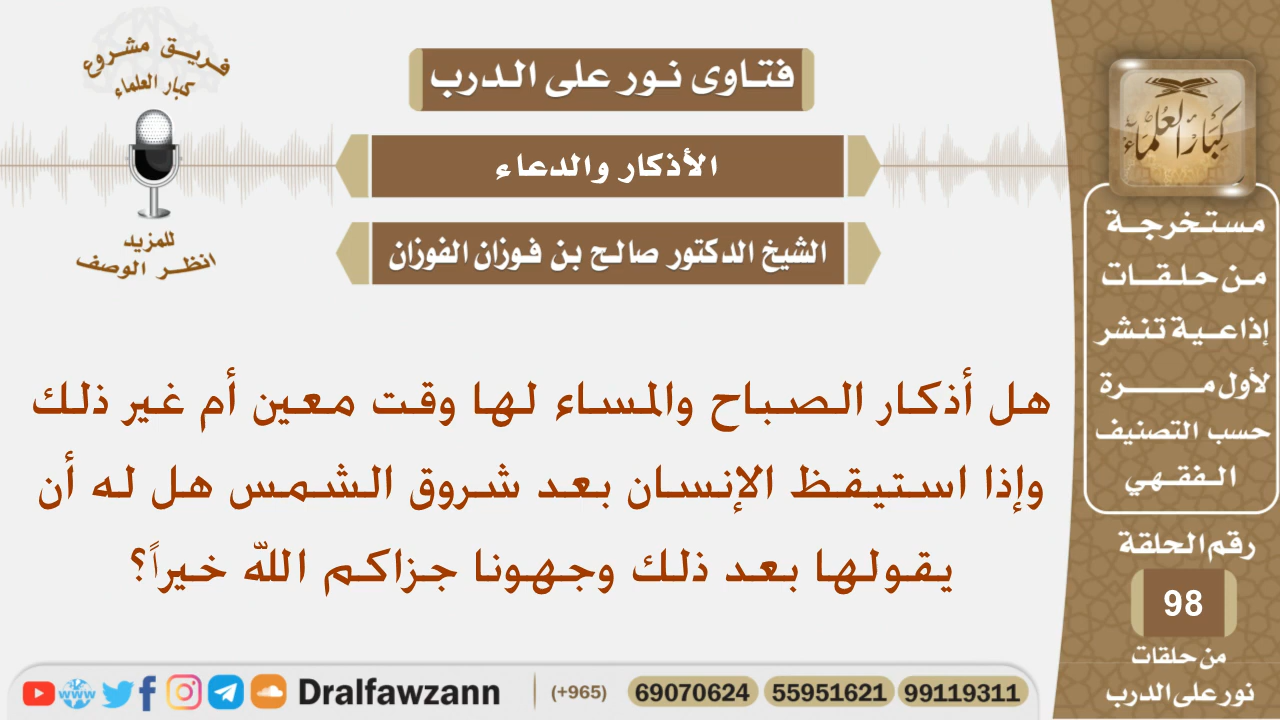 فريق مشروع
كبار العلماء
للمزيد
انظر الوصف
فتاوى نور على الدرب
الأذكار والدعاء
الشيخ الدكتور صالح بن فوزان الفوزان
هل أذكار الصباح والمساء لها وقت معين أم غير ذلك
وإذا استيقظ الإنسان بعد شروق الشمس هل له أن
يقولها بعد ذلك وجهونا جزاكم الله خيراً؟
كبار العلماء
مستخرجة
من حلقات
إذاعية تنشر
لأول مرة
حسب التصنيف
الفقهي
رقم الحلقة
98
من حلقات
نور على الدرب
www
Dralfawzann
(+965) 69070624 55951621 99119311